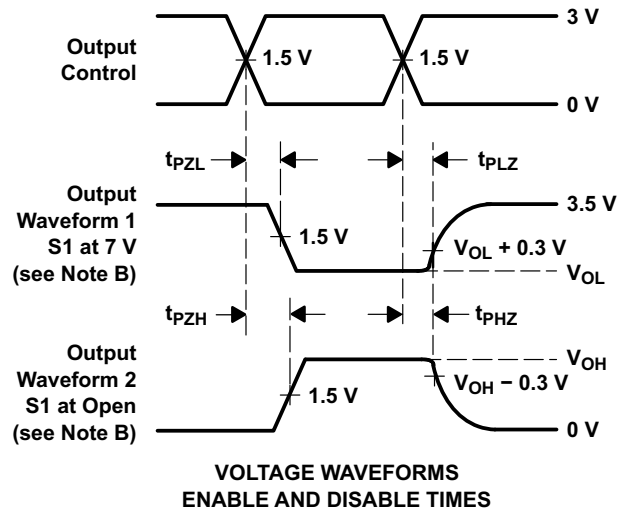 3 V
Output
Control
1.5 V
1.5 V
0 V
tPZL
tPLZ
Output
Waveform 1
S1 at 7 V
(see Note B)
3.5 V
1.5 V
VOL + 0.3 V
VOL
tPZH
tPHZ
Output
Waveform 2
S1 at Open
(see Note B)
VOH
1.5 V
VOH − 0.3 V
0 V
VOLTAGE WAVEFORMS
ENABLE AND DISABLE TIMES